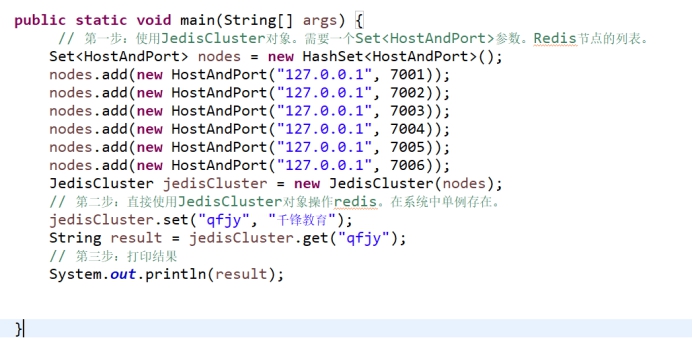 public static void main(String[] args) {
// 第一步：使用JedisCluster对象。需要一个Set<HostAndPort>参数。Redis节点的列表。
Set<HostAndPort> nodes = new HashSet<HostAndPort>();
nodes.add(new HostAndPort("127.0.0.1", 7001));
nodes.add(new HostAndPort("127.0.0.1", 7002));
nodes.add(new HostAndPort("127.0.0.1", 7003));
nodes.add(new HostAndPort("127.0.0.1", 7004));
nodes.add(new HostAndPort("127.0.0.1", 7005));
nodes.add(new HostAndPort("127.0.0.1", 7006));
JedisCluster jedisCluster = new JedisCluster(nodes);
// 第二步：直接使用JedisCluster对象操作redis。在系统中单例存在。
jedisCluster.set("qfjy", "千锋教育");
String result = jedisCluster.get("qfjy");
// 第三步：打印结果
System.out.println(result);
}